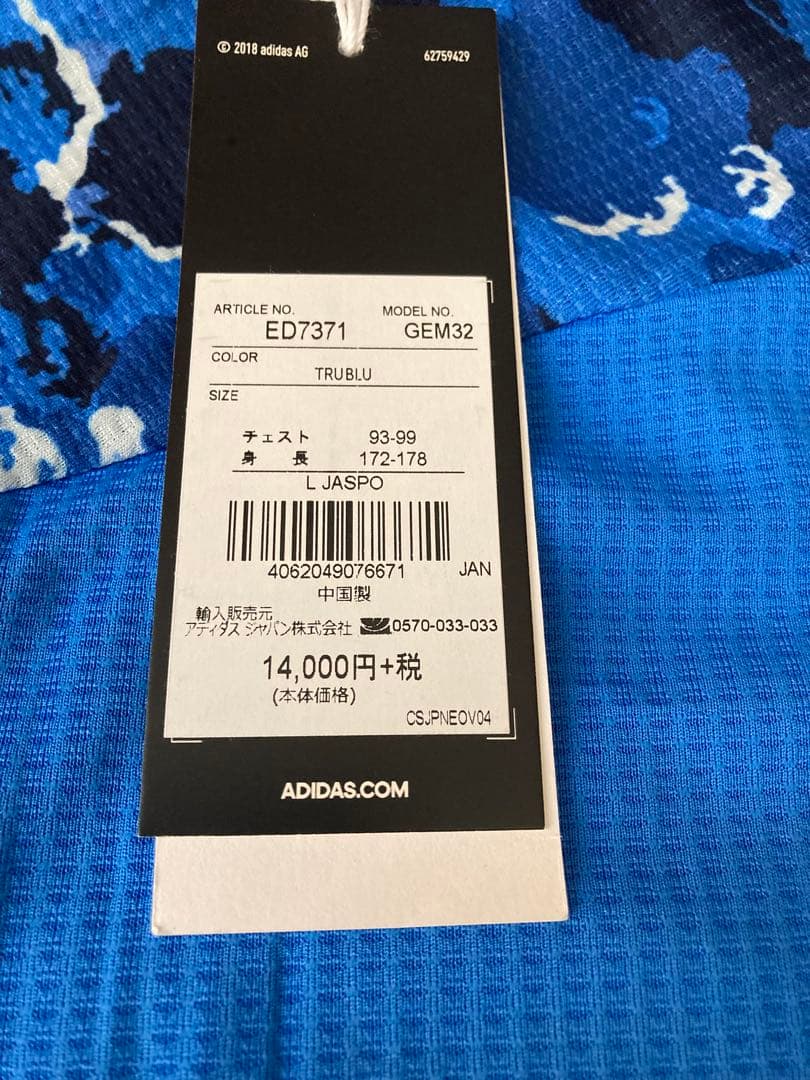 © 2018 adidas AG 62759429
ARTICLE NO. MODEL NO.
ED7371 GEM32
COLOR
TRUBLU
SIZE
チェスト 93-99
身 長 172-178
L JASPO
4062049076671 JAN
中国製
輸入販売元
アディダス ジャパン株式会社 0570-033-033
14,000円+税
(本体価格)
CSJPNEOV04
ADIDAS.COM